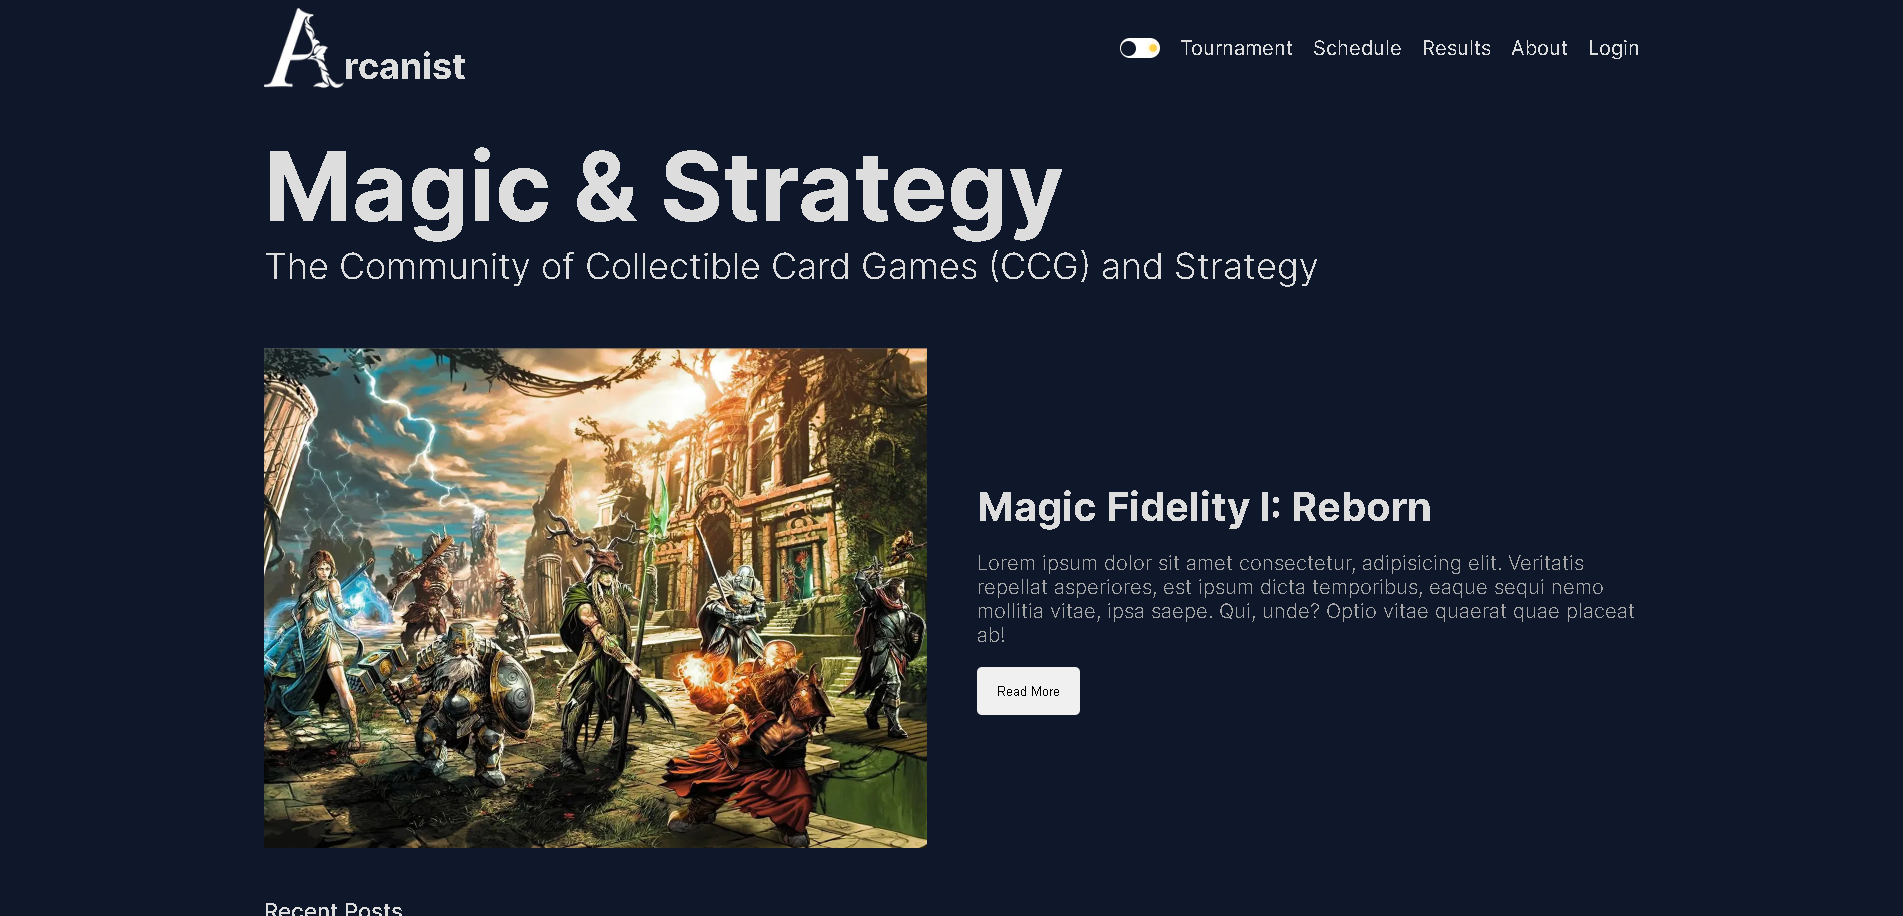 Arcanist
Tournament Schedule Results About Login
Magic & Strategy
The Community of Collectible Card Games (CCG) and Strategy
Magic Fidelity I: Reborn
Lorem ipsum dolor sit amet consectetur, adipisicing elit. Veritatis
repellat asperiores, est ipsum dicta temporibus, eaque sequi nemo
mollitia vitae, ipsa saepe. Qui, unde? Optio vitae quaerat quae placeat
ab!
Read More
Recent Posts